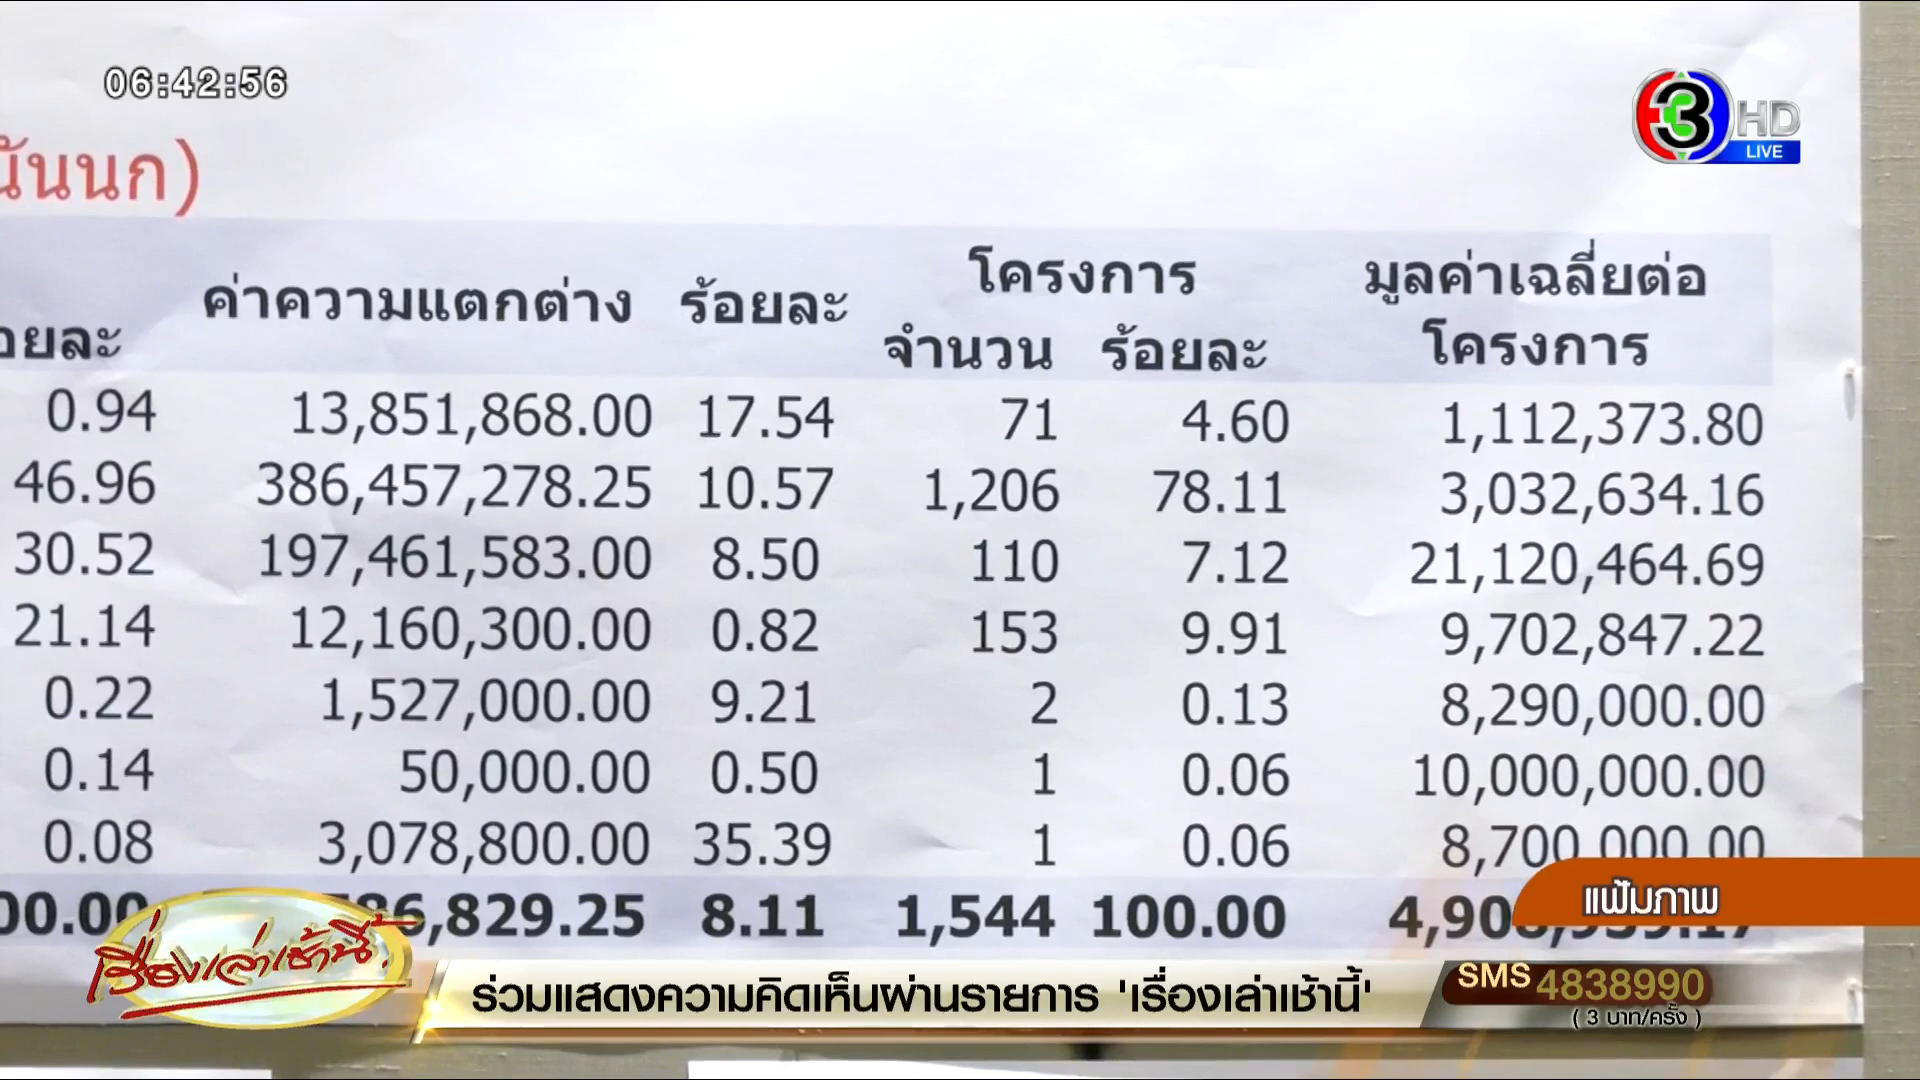 06:42:56
3 HD
LIVE
นันนก)
ค่าความแตกต่าง ร้อยละ โครงการ มูลค่าเฉลี่ยต่อ
จำนวน ร้อยละ โครงการ
0.94 13,851,868.00 17.54 71 4.60 1,112,373.80
46.96 386,457,278.25 10.57 1,206 78.11 3,032,634.16
30.52 197,461,583.00 8.50 110 7.12 21,120,464.69
21.14 12,160,300.00 0.82 153 9.91 9,702,847.22
0.22 1,527,000.00 9.21 2 0.13 8,290,000.00
0.14 50,000.00 0.50 1 0.06 10,000,000.00
0.08 3,078,800.00 35.39 1 0.06 8,700,000.00
8.11 1,544 100.00
แฟ้มภาพ
เรื่องเล่าเช้านี้
ร่วมแสดงความคิดเห็นผ่านรายการ 'เรื่องเล่าเช้านี้' SMS 4838990
( 3 บาท/ครั้ง )